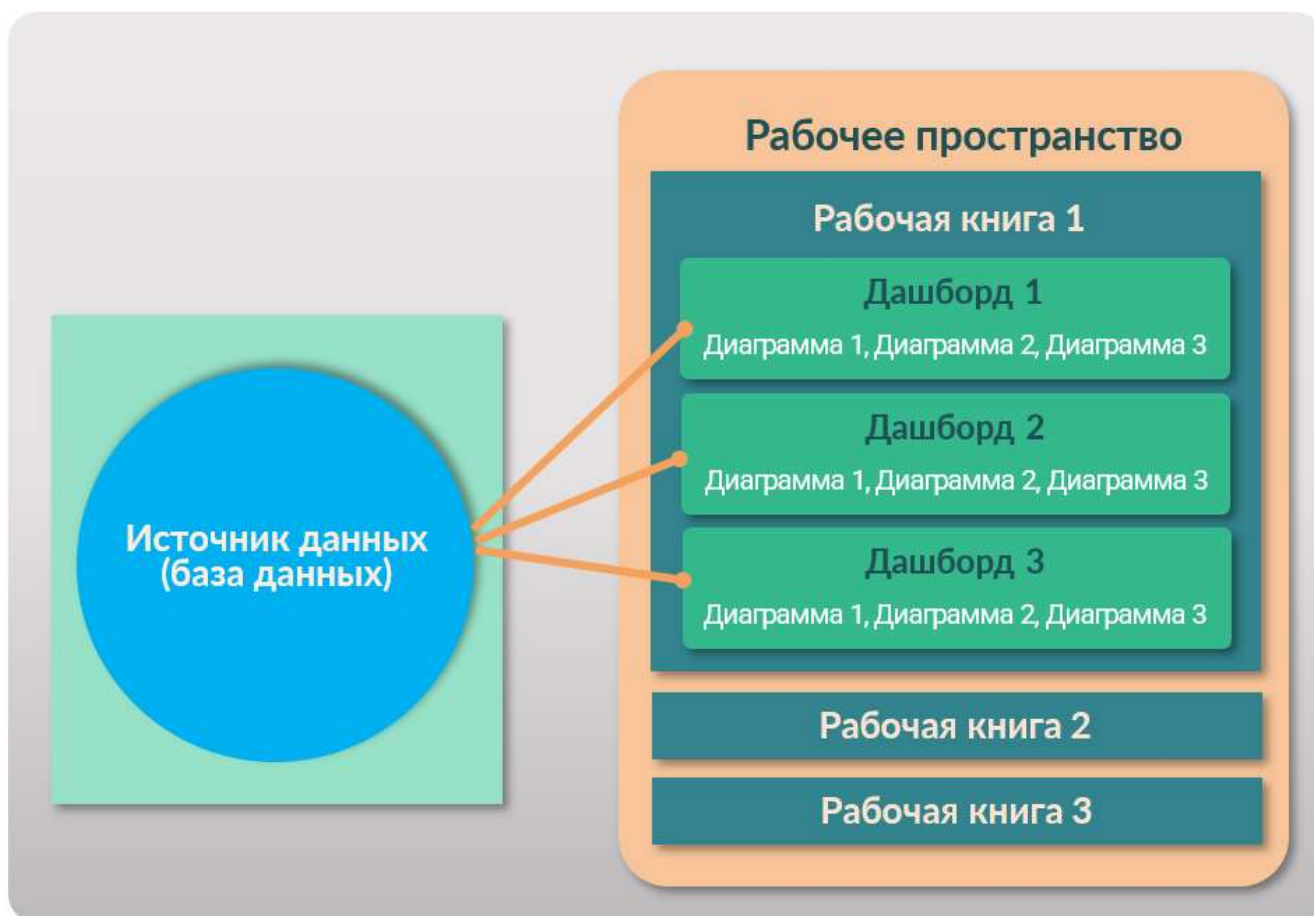 Рабочее пространство
Рабочая книга 1
Дашборд 1
Диаграмма 1, Диаграмма 2, Диаграмма 3
Дашборд 2
Диаграмма 1, Диаграмма 2, Диаграмма 3
Дашборд 3
Диаграмма 1, Диаграмма 2, Диаграмма 3
Источник данных
(база данных)
Рабочая книга 2
Рабочая книга 3